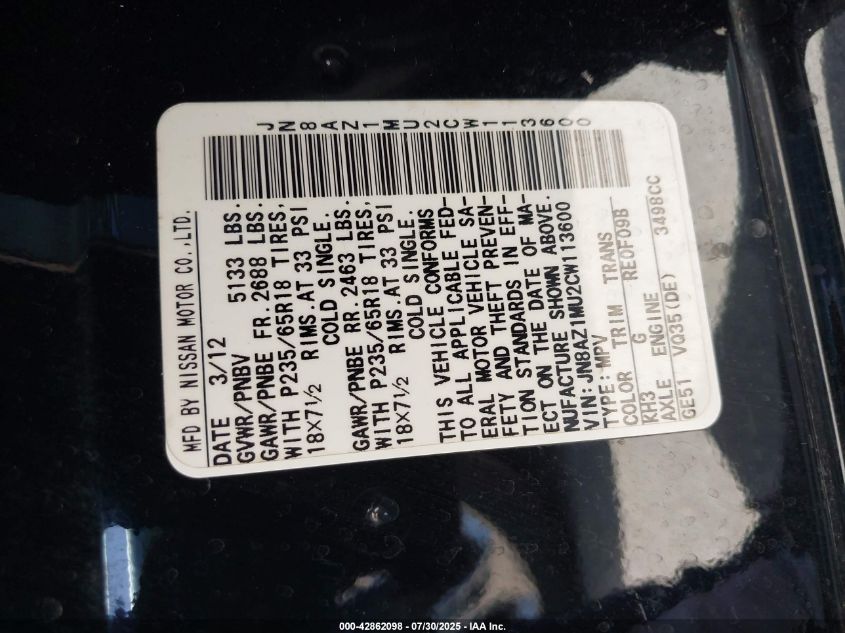 JN8AZ1MU2CW113600
MFD BY NISSAN MOTOR CO.,LTD.
DATE 3/12
GVWR/PNBV 5133 LBS.
GAWR/PNBE FR. 2688 LBS.
WITH P235/65R18 TIRES,
18X7½ RIMS.AT 33 PSI
COLD SINGLE.
GAWR/PNBE RR. 2463 LBS.
WITH P235/65R18 TIRES,
18X7½ RIMS.AT 33 PSI
COLD SINGLE.
THIS VEHICLE CONFORMS
TO ALL APPLICABLE FED-
ERAL MOTOR VEHICLE SA-
FETY AND THEFT PREVEN-
TION STANDARDS IN EFF-
ECT ON THE DATE OF MA-
NUFACTURE SHOWN ABOVE.
VIN:JN8AZ1MU2CW113600
TYPE:MPV
COLOR TRIM TRANS
KH3 G RE0F09B
AXLE ENGINE
GE51 VQ35(DE) 3498CC
000-42862098 - 07/30/2025 - IAA Inc.